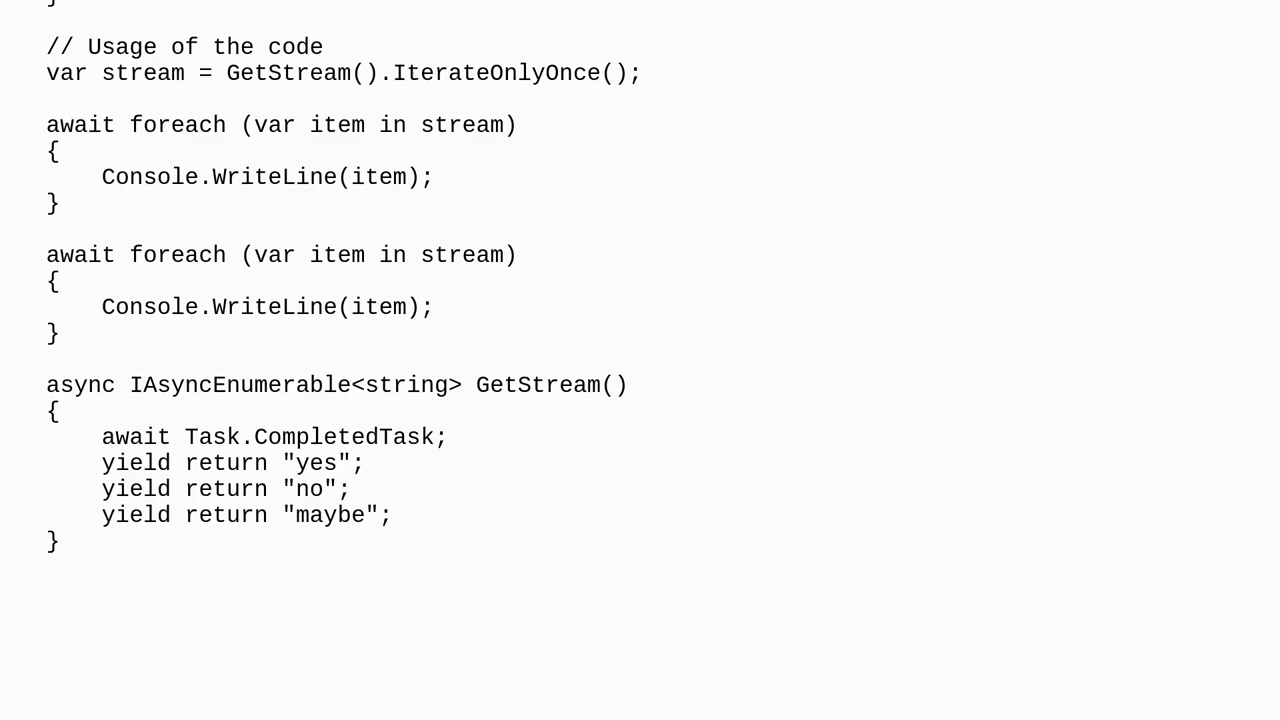 }
// Usage of the code
var stream = GetStream().IterateOnlyOnce();
await foreach (var item in stream)
{
    Console.WriteLine(item);
}
await foreach (var item in stream)
{
    Console.WriteLine(item);
}
async IAsyncEnumerable<string> GetStream()
{
    await Task.CompletedTask;
    yield return "yes";
    yield return "no";
    yield return "maybe";
}